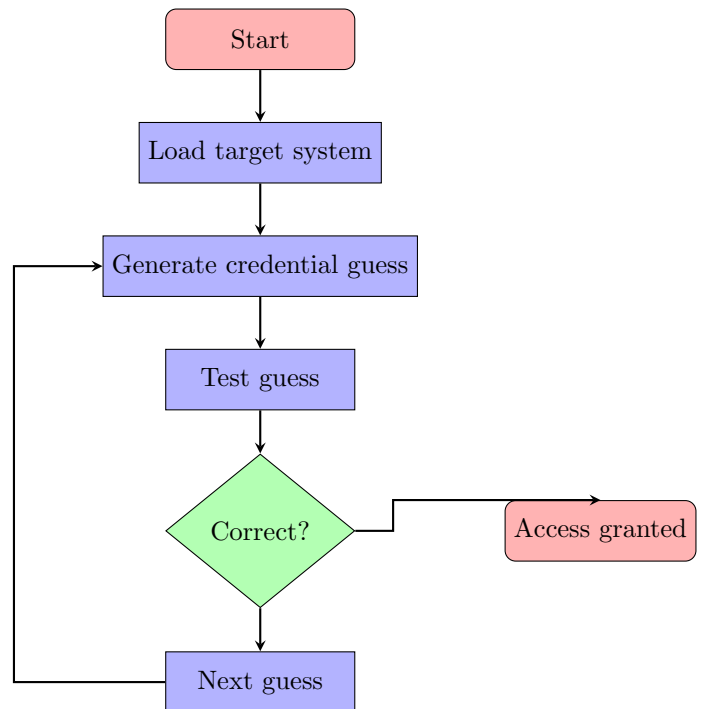 Start
Load target system
Generate credential guess
Test guess
Correct?
Access granted
Next guess